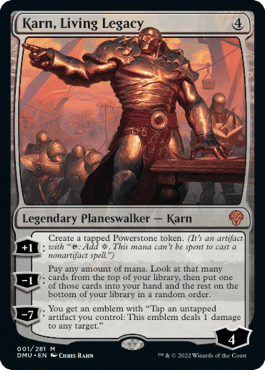 Karn, Living Legacy 4
Legendary Planeswalker — Karn
+1: Create a tapped Powerstone token. (It's an artifact
with "T: Add C. This mana can't be spent to cast a
nonartifact spell.")
−1: Pay any amount of mana. Look at that many
cards from the top of your library, then put one
of those cards into your hand and the rest on the
bottom of your library in a random order.
−7: You get an emblem with "Tap an untapped
artifact you control: This emblem deals 1 damage
to any target."
4
001/281 M
DMU • EN Chris Rahn
™ & © 2022 Wizards of the Coast